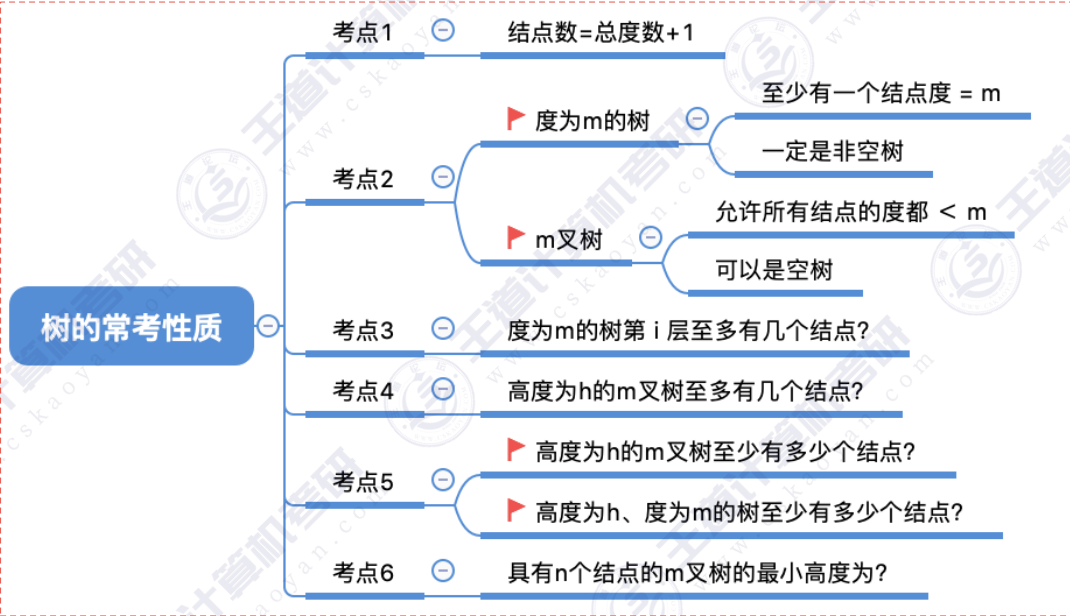 考点1
结点数=总度数+1
考点2
度为m的树
至少有一个结点度 = m
一定是非空树
m叉树
允许所有结点的度都 < m
可以是空树
树的常考性质
考点3
度为m的树第 i 层至多有几个结点?
考点4
高度为h的m叉树至多有几个结点?
考点5
高度为h的m叉树至少有多少个结点?
高度为h、度为m的树至少有多少个结点?
考点6
具有n个结点的m叉树的最小高度为?
王道计算机考研
www.cskaoyan.com